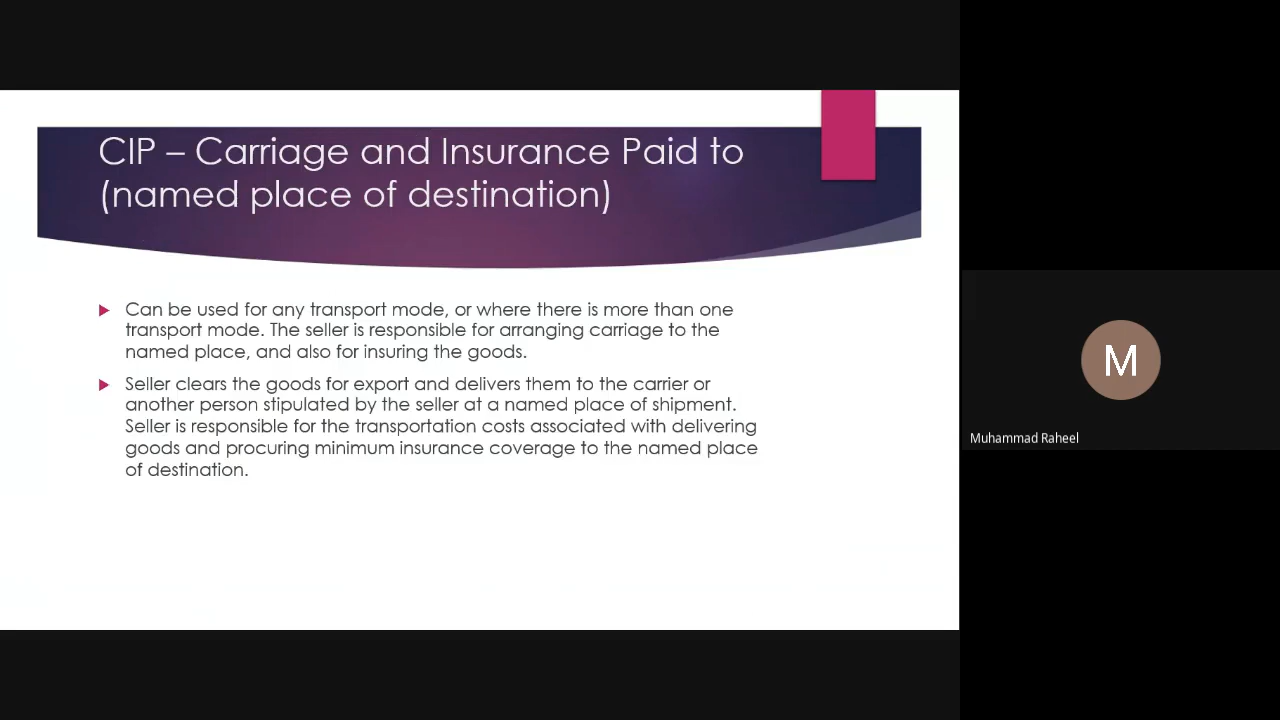 CIP – Carriage and Insurance Paid to
(named place of destination)
Can be used for any transport mode, or where there is more than one
transport mode. The seller is responsible for arranging carriage to the
named place, and also for insuring the goods.
Seller clears the goods for export and delivers them to the carrier or
another person stipulated by the seller at a named place of shipment.
Seller is responsible for the transportation costs associated with delivering
goods and procuring minimum insurance coverage to the named place
of destination.
M
Muhammad Raheel